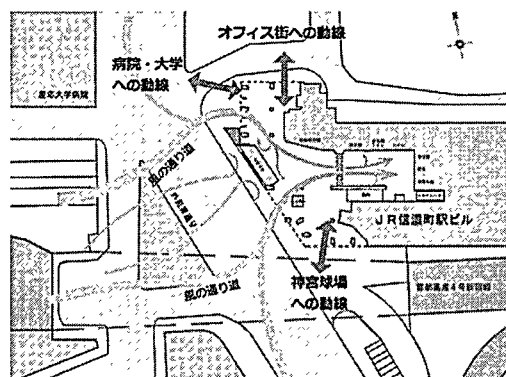 オフィス街への動線
病院・大学
への動線
慶応大学病院
風の通り道
JR信濃町駅ビル
風の通り道
神宮球場
への動線
首都高速4号新宿線